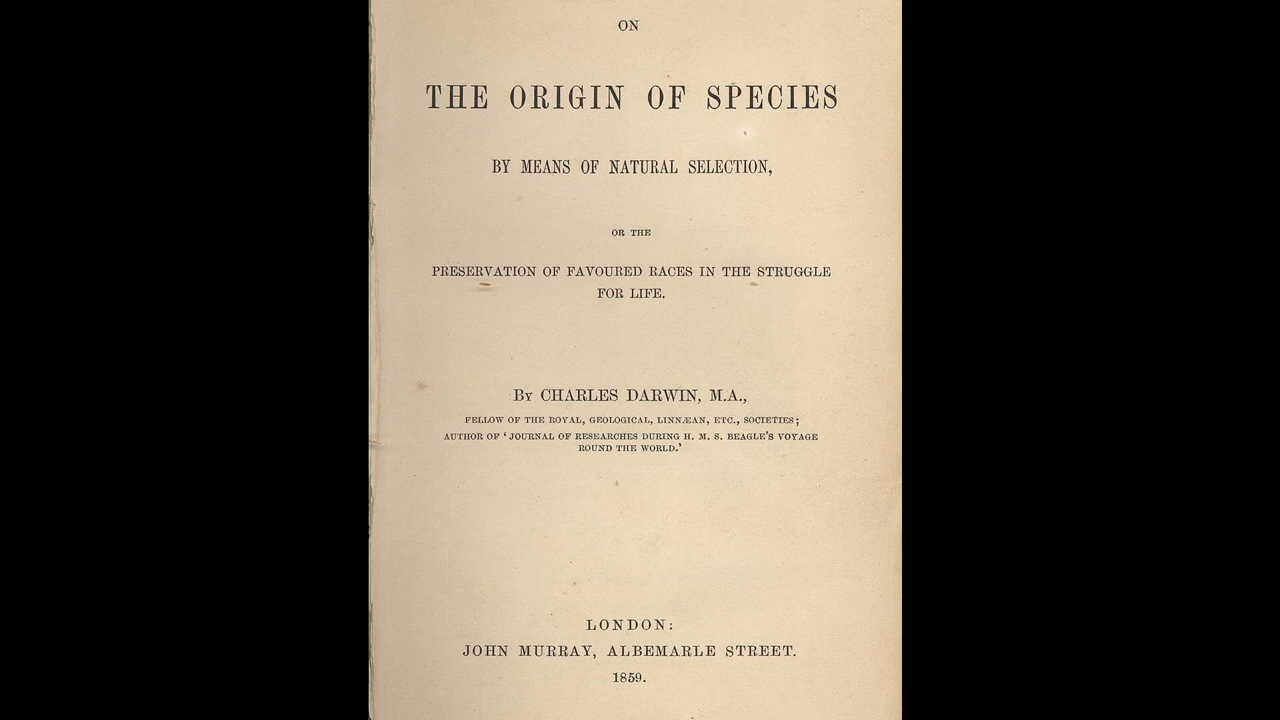 ON
THE ORIGIN OF SPECIES
BY MEANS OF NATURAL SELECTION,
OR THE
PRESERVATION OF FAVOURED RACES IN THE STRUGGLE
FOR LIFE.
By CHARLES DARWIN, M.A.,
FELLOW OF THE ROYAL, GEOLOGICAL, LINNÆAN, ETC., SOCIETIES;
AUTHOR OF ‘JOURNAL OF RESEARCHES DURING H. M. S. BEAGLE’S VOYAGE
ROUND THE WORLD.’
LONDON:
JOHN MURRAY, ALBEMARLE STREET.
1859.